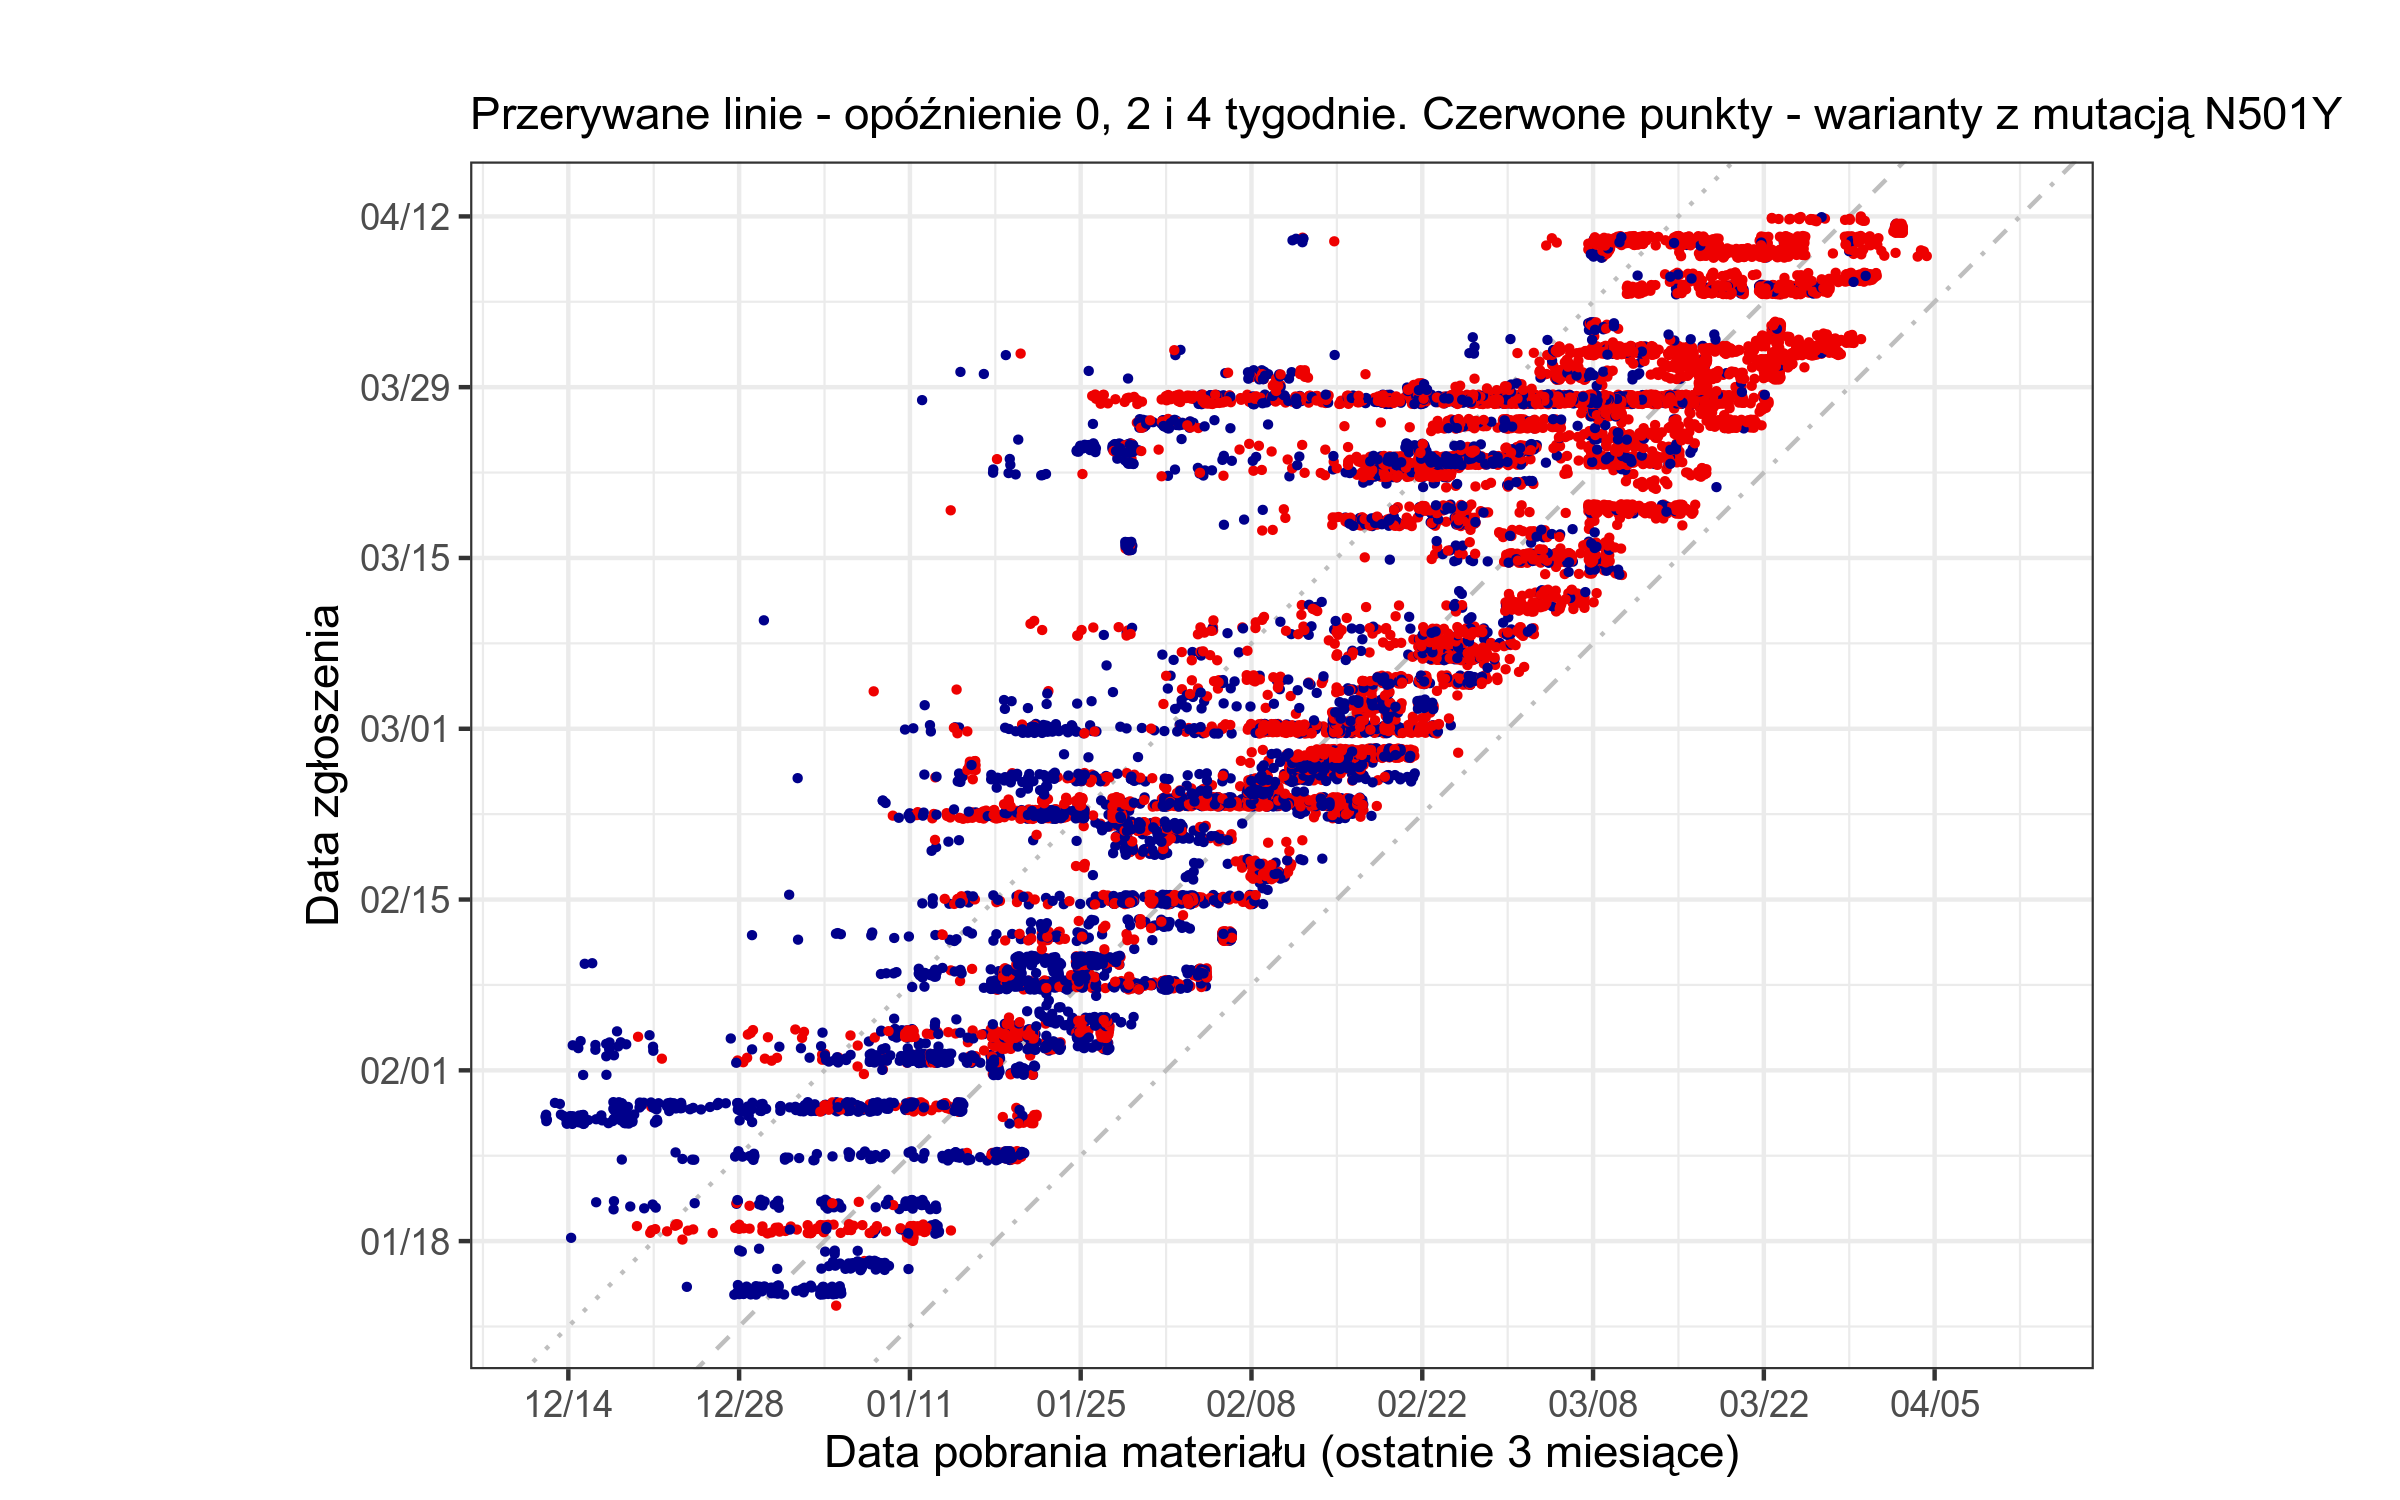 Przerywane linie - opóźnienie 0, 2 i 4 tygodnie. Czerwone punkty - warianty z mutacją N501Y
04/12
03/29
03/15
03/01
02/15
02/01
01/18
Data zgłoszenia
12/14 12/28 01/11 01/25 02/08 02/22 03/08 03/22 04/05
Data pobrania materiału (ostatnie 3 miesiące)